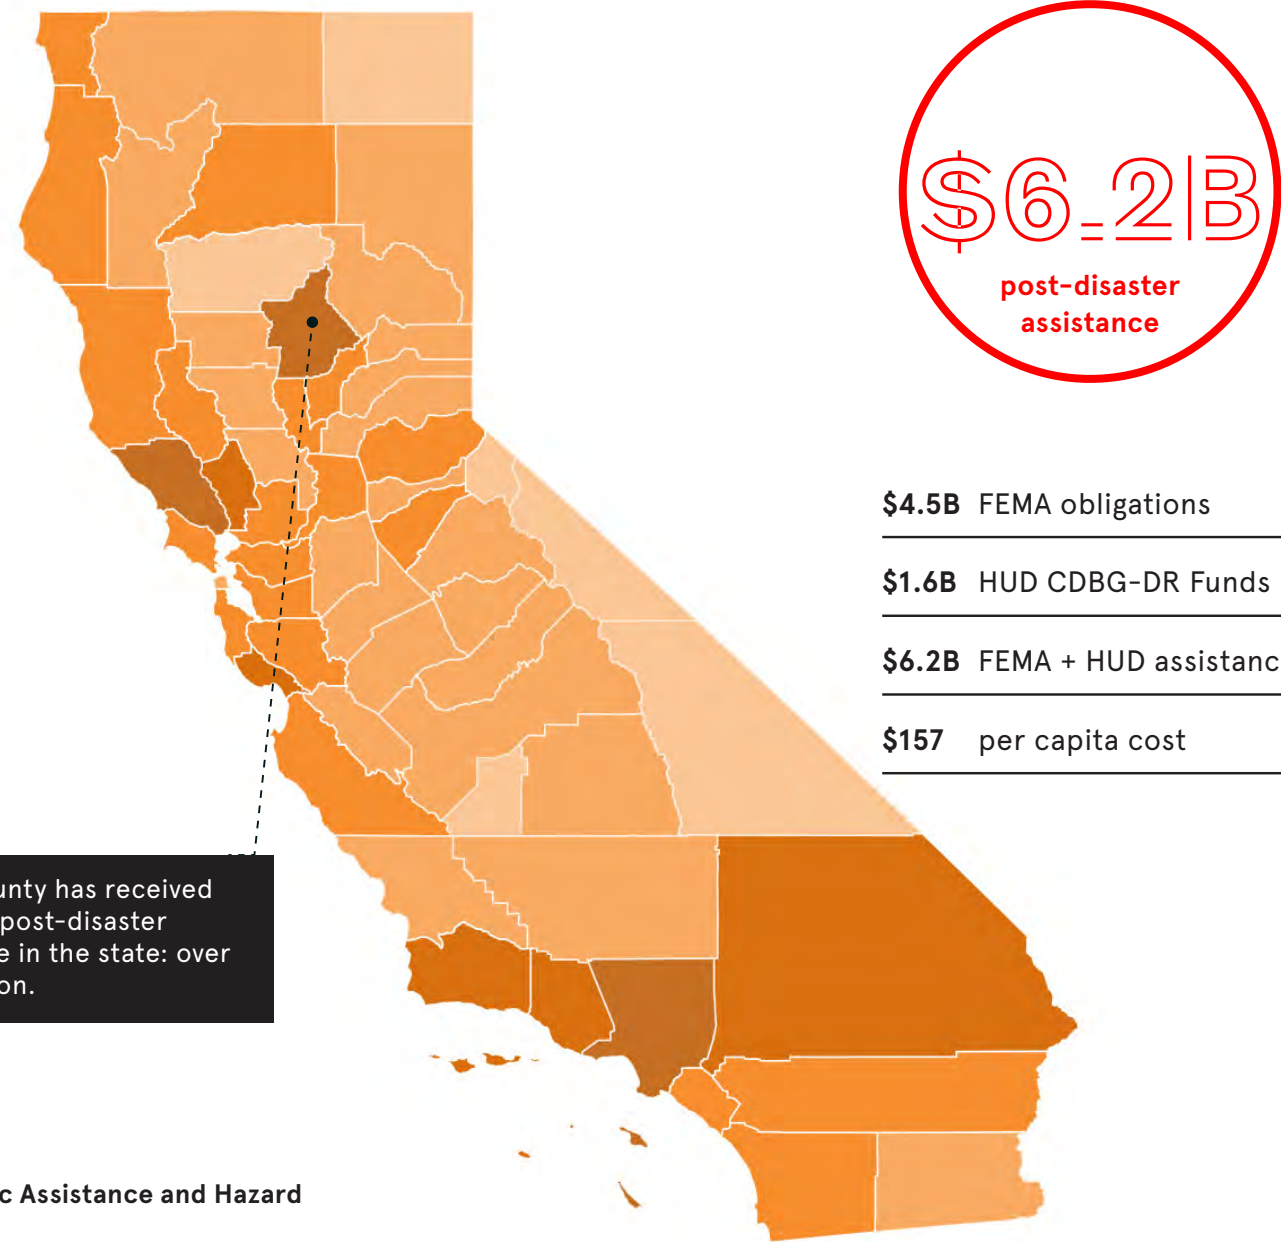 $6.2B
post-disaster
assistance
$4.5B FEMA obligations
$1.6B HUD CDBG-DR Funds
$6.2B FEMA + HUD assistanc
$157 per capita cost
unty has received
post-disaster
e in the state: over
on.
c Assistance and Hazard